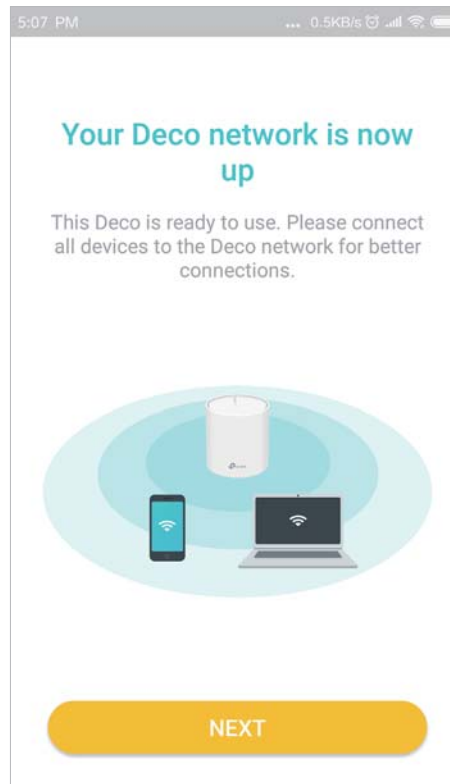 5:07 PM ... 0.5KB/s
Your Deco network is now
up
This Deco is ready to use. Please connect
all devices to the Deco network for better
connections.
NEXT